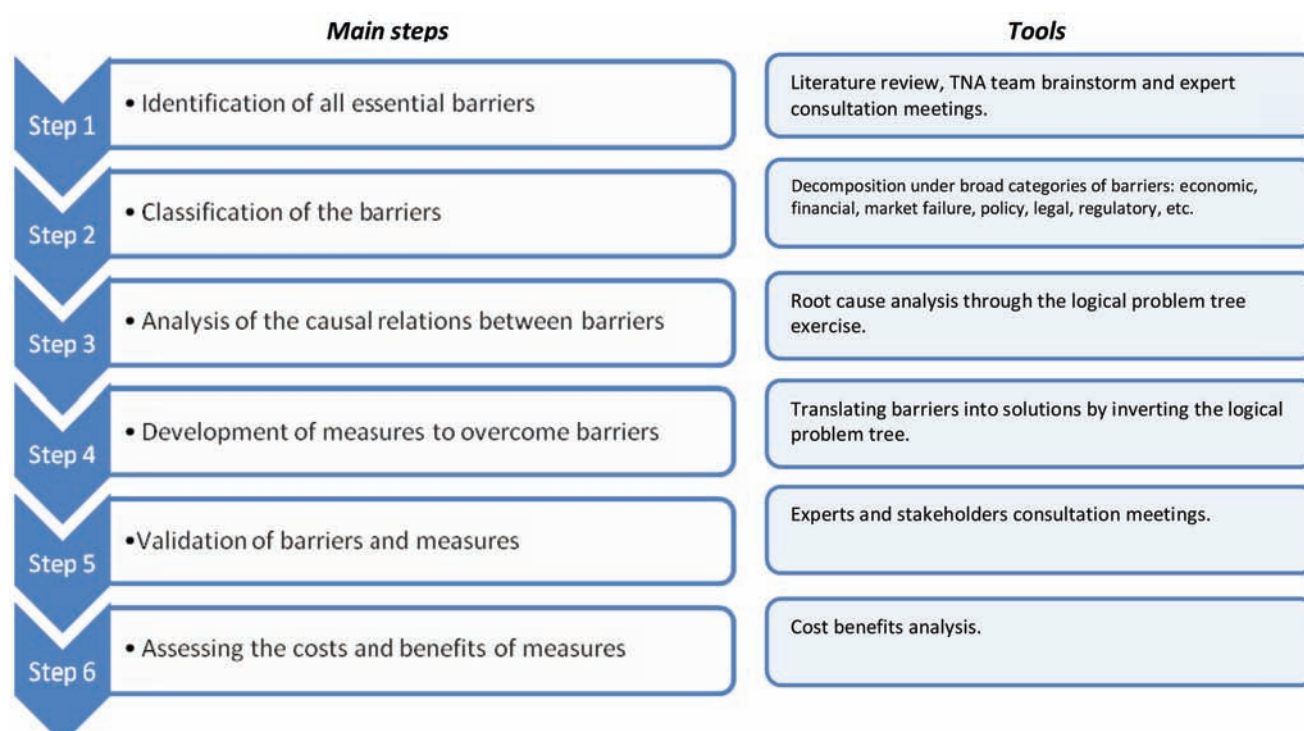 Main steps
Tools
Step 1
• Identification of all essential barriers
Literature review, TNA team brainstorm and expert
consultation meetings.
Step 2
• Classification of the barriers
Decomposition under broad categories of barriers: economic,
financial, market failure, policy, legal, regulatory, etc.
Step 3
• Analysis of the causal relations between barriers
Root cause analysis through the logical problem tree
exercise.
Step 4
• Development of measures to overcome barriers
Translating barriers into solutions by inverting the logical
problem tree.
Step 5
•Validation of barriers and measures
Experts and stakeholders consultation meetings.
Step 6
• Assessing the costs and benefits of measures
Cost benefits analysis.